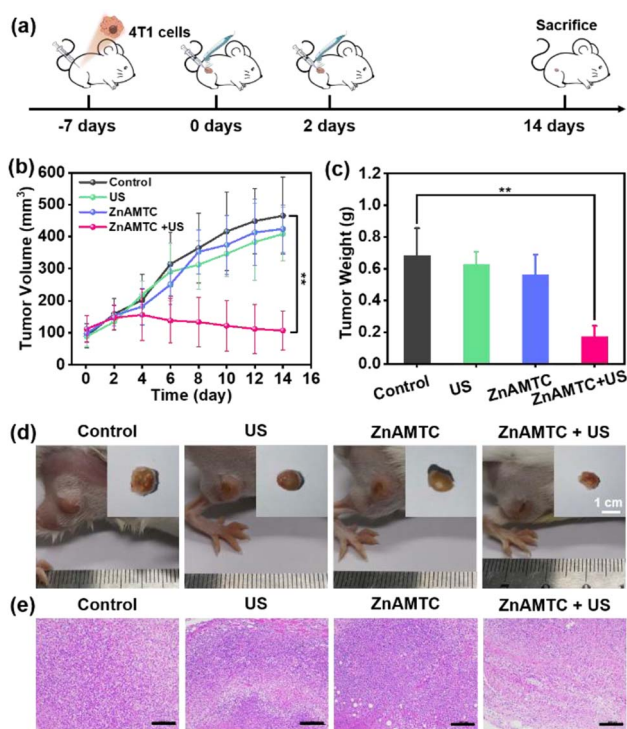 (a)
4T1 cells
Sacrifice
-7 days
0 days
2 days
14 days
(b)
Tumor Volume (mm³)
600
500
400
300
200
100
0
Control
US
ZnAMTC
ZnAMTC +US
**
0 2 4 6 8 10 12 14 16
Time (day)
(c)
Tumor Weight (g)
1.2
1.0
0.8
0.6
0.4
0.2
0.0
**
Control US ZnAMTC ZnAMTC+US
(d)
Control US ZnAMTC ZnAMTC + US
1 cm
(e)
Control US ZnAMTC ZnAMTC + US